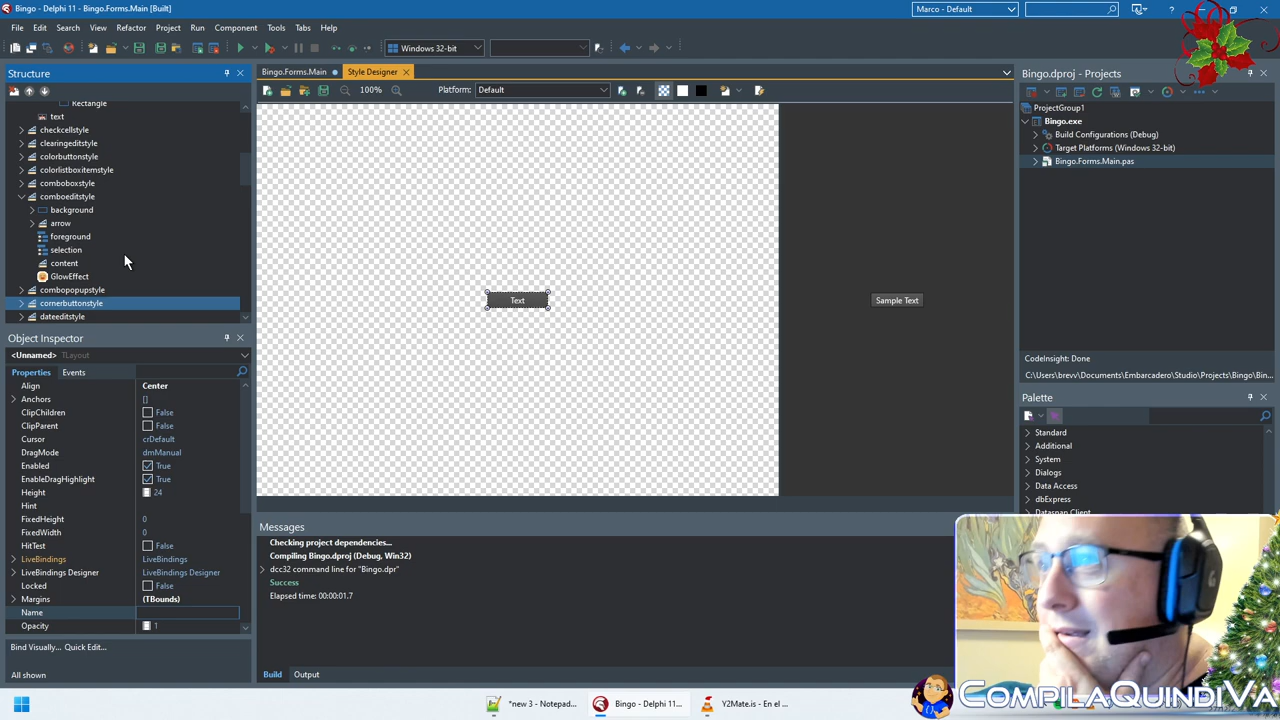 Bingo - Delphi 11 - Bingo.Forms.Main [Built]
Marco - Default
File Edit Search View Refactor Project Run Component Tools Tabs Help
Windows 32-bit
Structure
Rectangle
text
checkcellstyle
clearingeditstyle
colorbuttonstyle
colorlistboxitemstyle
comboboxstyle
comboeditstyle
background
arrow
foreground
selection
content
GlowEffect
combopopupstyle
cornerbuttonstyle
dateeditstyle
Object Inspector
<Unnamed> TLayout
Properties Events
Align Center
Anchors []
ClipChildren False
ClipParent False
Cursor crDefault
DragMode dmManual
Enabled True
EnableDragHighlight True
Height 24
Hint
FixedHeight 0
FixedWidth 0
HitTest False
LiveBindings LiveBindings
LiveBindings Designer LiveBindings Designer
Locked False
Margins (TBounds)
Name
Opacity 1
Bind Visually... Quick Edit...
All shown
Bingo.Forms.Main Style Designer
100% Platform: Default
Text
Sample Text
Messages
Checking project dependencies...
Compiling Bingo.dproj (Debug, Win32)
dcc32 command line for "Bingo.dpr"
Success
Elapsed time: 00:00:01.7
Build Output
Bingo.dproj - Projects
ProjectGroup1
Bingo.exe
Build Configurations (Debug)
Target Platforms (Windows 32-bit)
Bingo.Forms.Main.pas
CodeInsight: Done
C:\Users\brevv\Documents\Embarcadero\Studio\Projects\Bingo\Bin...
Palette
Standard
Additional
System
Dialogs
Data Access
dbExpress
Datasnap Client
*new 3 - Notepad... Bingo - Delphi 11... Y2Mate.is - En el ...
CompilaQuindiVa